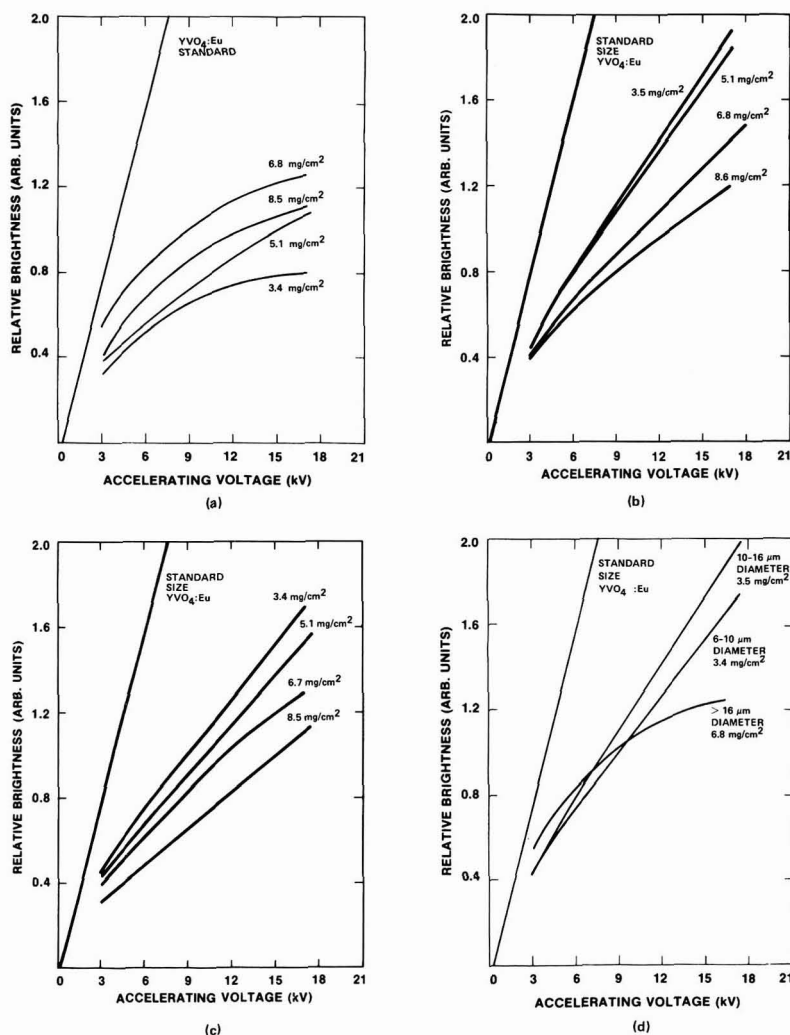 2.0
1.6
1.2
0.8
0.4
RELATIVE BRIGHTNESS (ARB. UNITS)
YVO4:Eu
STANDARD
6.8 mg/cm2
8.5 mg/cm2
5.1 mg/cm2
3.4 mg/cm2
0 3 6 9 12 15 18 21
ACCELERATING VOLTAGE (kV)
(a)
2.0
1.6
1.2
0.8
0.4
RELATIVE BRIGHTNESS (ARB. UNITS)
STANDARD
SIZE
YVO4:Eu
3.5 mg/cm2
5.1 mg/cm2
6.8 mg/cm2
8.6 mg/cm2
0 3 6 9 12 15 18 21
ACCELERATING VOLTAGE (kV)
(b)
2.0
1.6
1.2
0.8
0.4
RELATIVE BRIGHTNESS (ARB. UNITS)
STANDARD
SIZE
YVO4:Eu
3.4 mg/cm2
5.1 mg/cm2
6.7 mg/cm2
8.5 mg/cm2
0 3 6 9 12 15 18 21
ACCELERATING VOLTAGE (kV)
(c)
2.0
1.6
1.2
0.8
0.4
RELATIVE BRIGHTNESS (ARB. UNITS)
STANDARD
SIZE
YVO4 :Eu
10-16 µm
DIAMETER
3.5 mg/cm2
6-10 µm
DIAMETER
3.4 mg/cm2
> 16 µm
DIAMETER
6.8 mg/cm2
0 3 6 9 12 15 18 21
ACCELERATING VOLTAGE (kV)
(d)